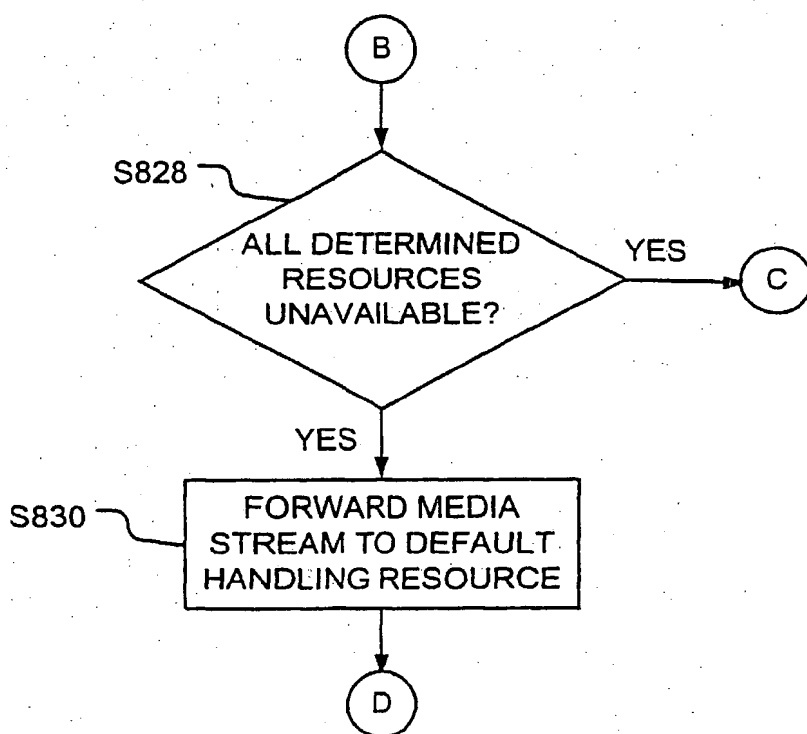 B
S828
ALL DETERMINED
RESOURCES
UNAVAILABLE?
YES
C
YES
S830
FORWARD MEDIA
STREAM TO DEFAULT
HANDLING RESOURCE
D